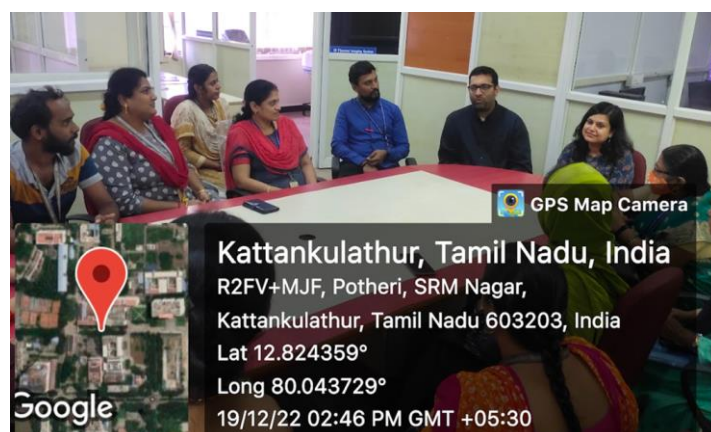 GPS Map Camera
Kattankulathur, Tamil Nadu, India
R2FV+MJF, Potheri, SRM Nagar,
Kattankulathur, Tamil Nadu 603203, India
Lat 12.824359°
Long 80.043729°
19/12/22 02:46 PM GMT +05:30
Google